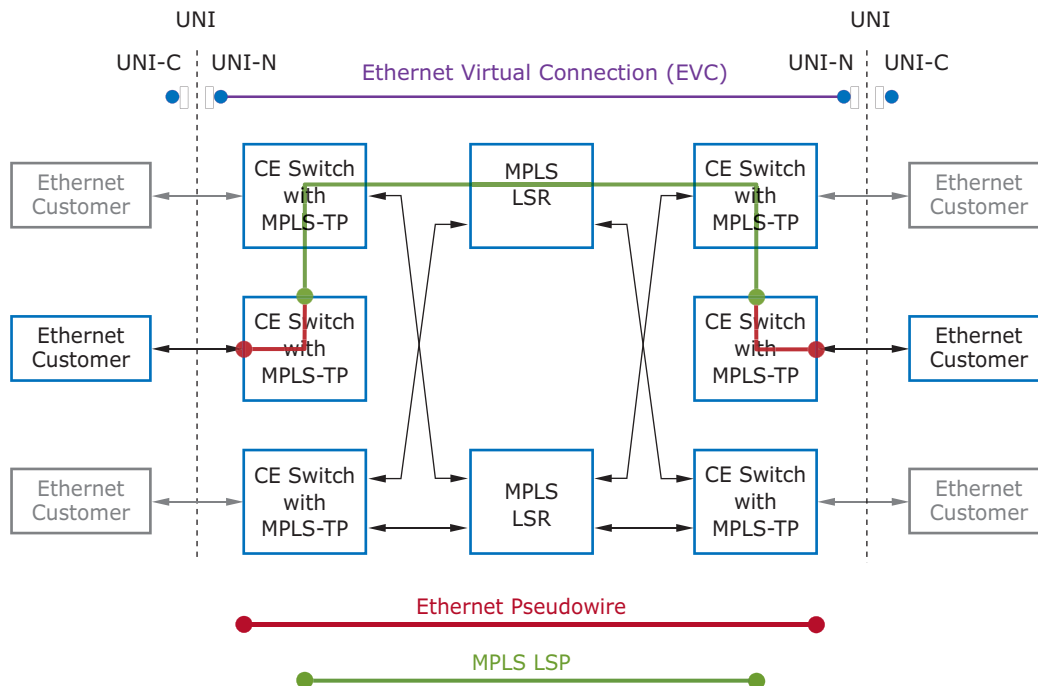 UNI
UNI
UNI-C
UNI-N
Ethernet Virtual Connection (EVC)
UNI-N
UNI-C
Ethernet
Customer
CE Switch
with
MPLS-TP
MPLS
LSR
CE Switch
with
MPLS-TP
Ethernet
Customer
Ethernet
Customer
CE Switch
with
MPLS-TP
CE Switch
with
MPLS-TP
Ethernet
Customer
Ethernet
Customer
CE Switch
with
MPLS-TP
MPLS
LSR
CE Switch
with
MPLS-TP
Ethernet
Customer
Ethernet Pseudowire
MPLS LSP